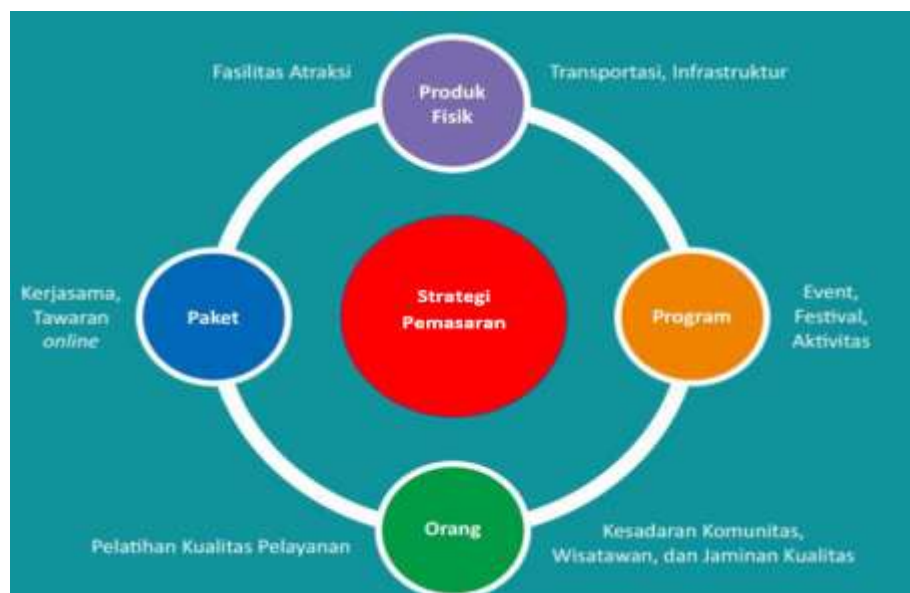 Fasilitas Atraksi
Produk
Fisik
Transportasi, Infrastruktur
Kerjasama,
Tawaran
online
Paket
Strategi
Pemasaran
Program
Event,
Festival,
Aktivitas
Pelatihan Kualitas Pelayanan
Orang
Kesadaran Komunitas,
Wisatawan, dan Jaminan Kualitas